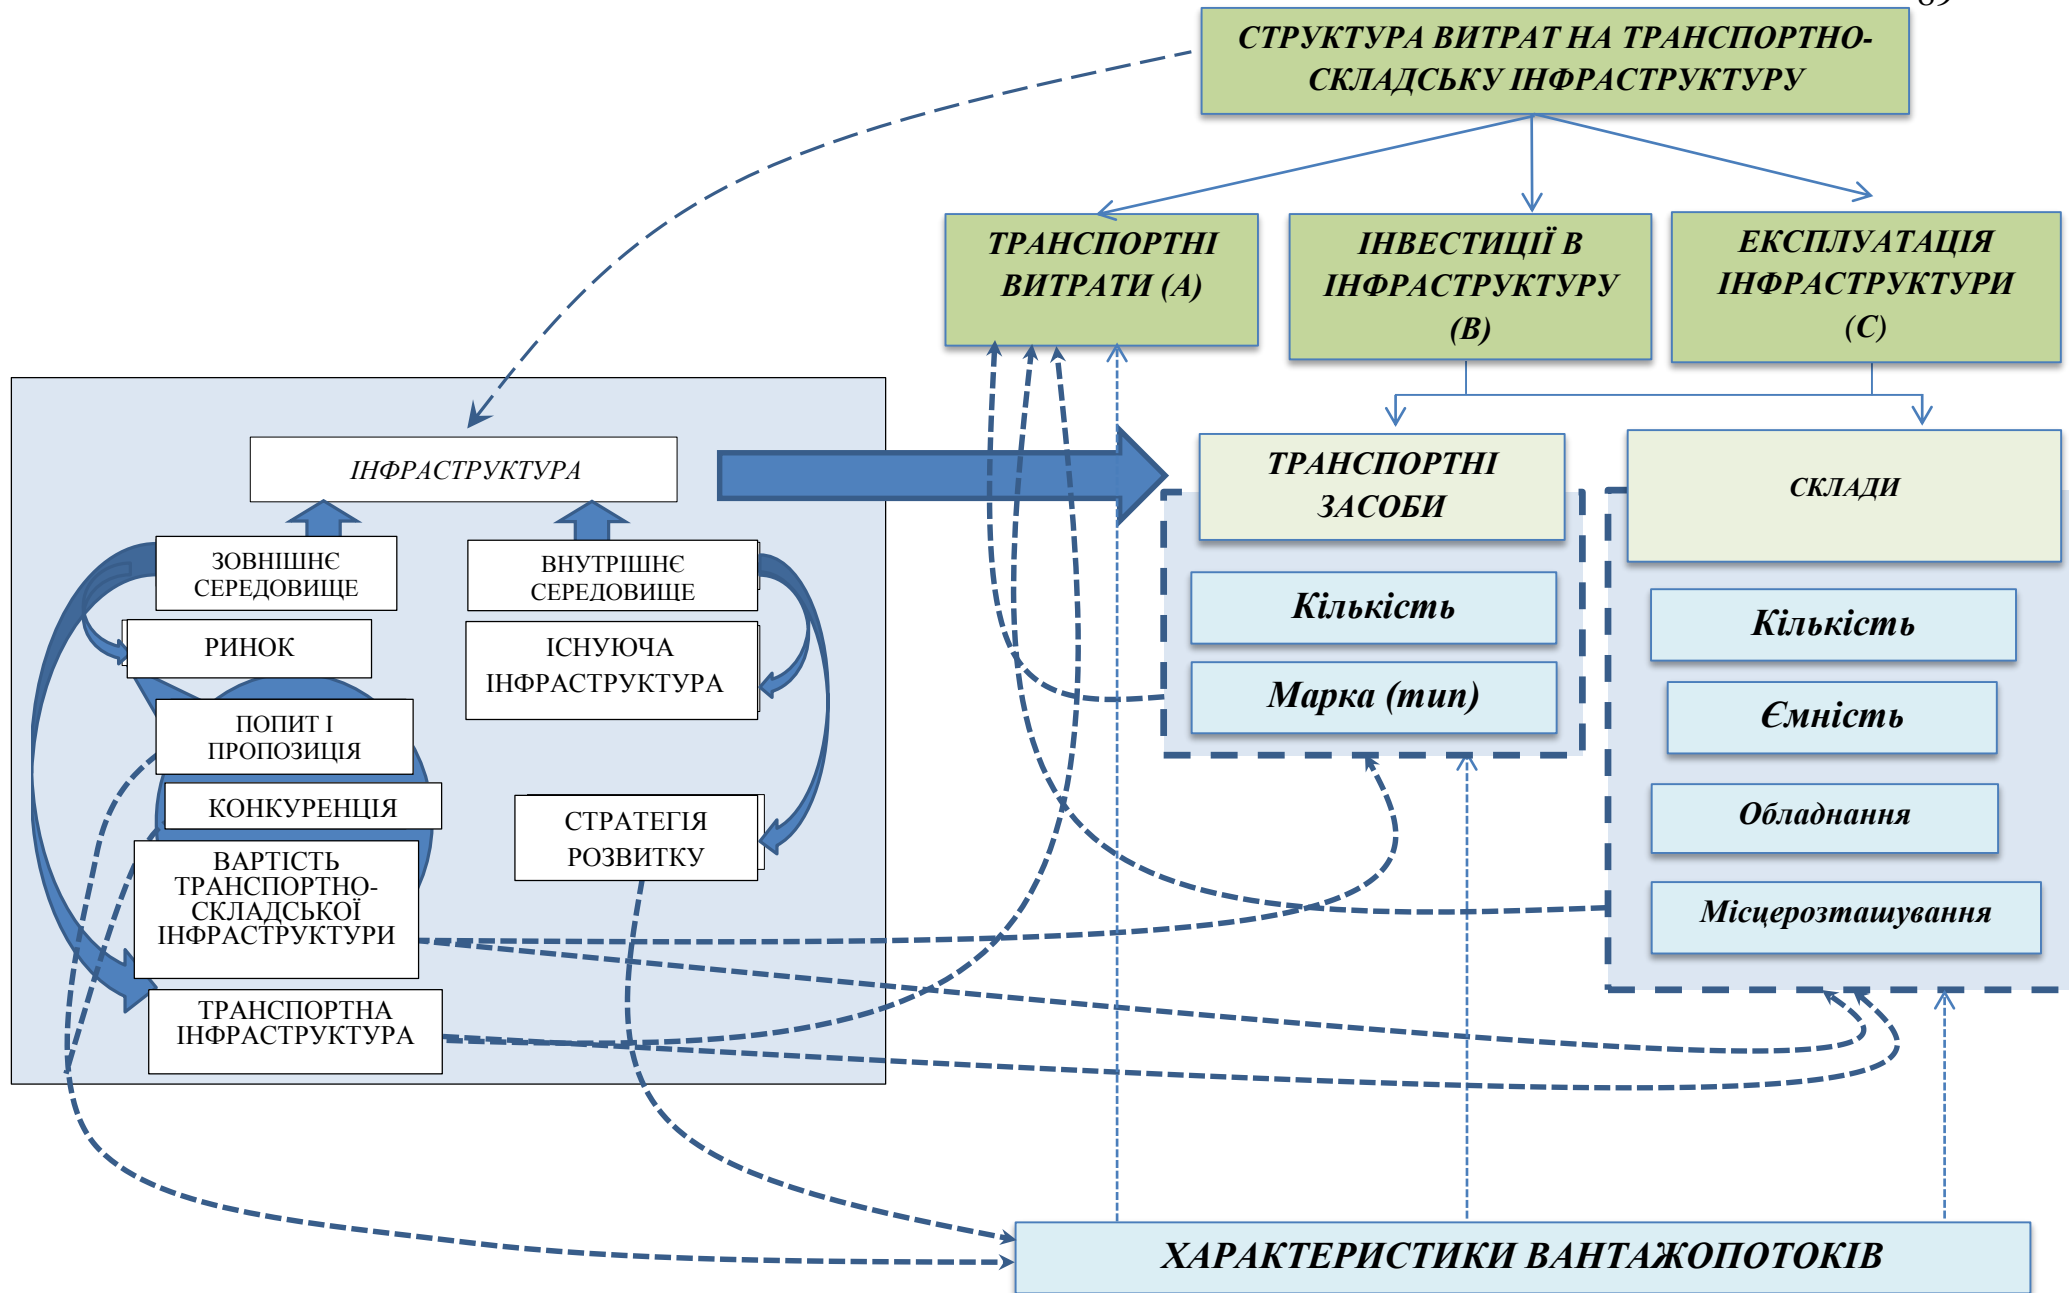 СТРУКТУРА ВИТРАТ НА ТРАНСПОРТНО-
СКЛАДСЬКУ ІНФРАСТРУКТУРУ
ТРАНСПОРТНІ
ВИТРАТИ (А)
ІНВЕСТИЦІЇ В
ІНФРАСТРУКТУРУ
(В)
ЕКСПЛУАТАЦІЯ
ІНФРАСТРУКТУРИ
(С)
ІНФРАСТРУКТУРА
ЗОВНІШНЄ
СЕРЕДОВИЩЕ
РИНОК
ПОПИТ І
ПРОПОЗИЦІЯ
КОНКУРЕНЦІЯ
ВАРТІСТЬ
ТРАНСПОРТНО-
СКЛАДСЬКОЇ
ІНФРАСТРУКТУРИ
ТРАНСПОРТНА
ІНФРАСТРУКТУРА
ВНУТРІШНЄ
СЕРЕДОВИЩЕ
ІСНУЮЧА
ІНФРАСТРУКТУРА
СТРАТЕГІЯ
РОЗВИТКУ
ТРАНСПОРТНІ
ЗАСОБИ
Кількість
Марка (тип)
СКЛАДИ
Кількість
Ємність
Обладнання
Місцерозташування
ХАРАКТЕРИСТИКИ ВАНТАЖОПОТОКІВ